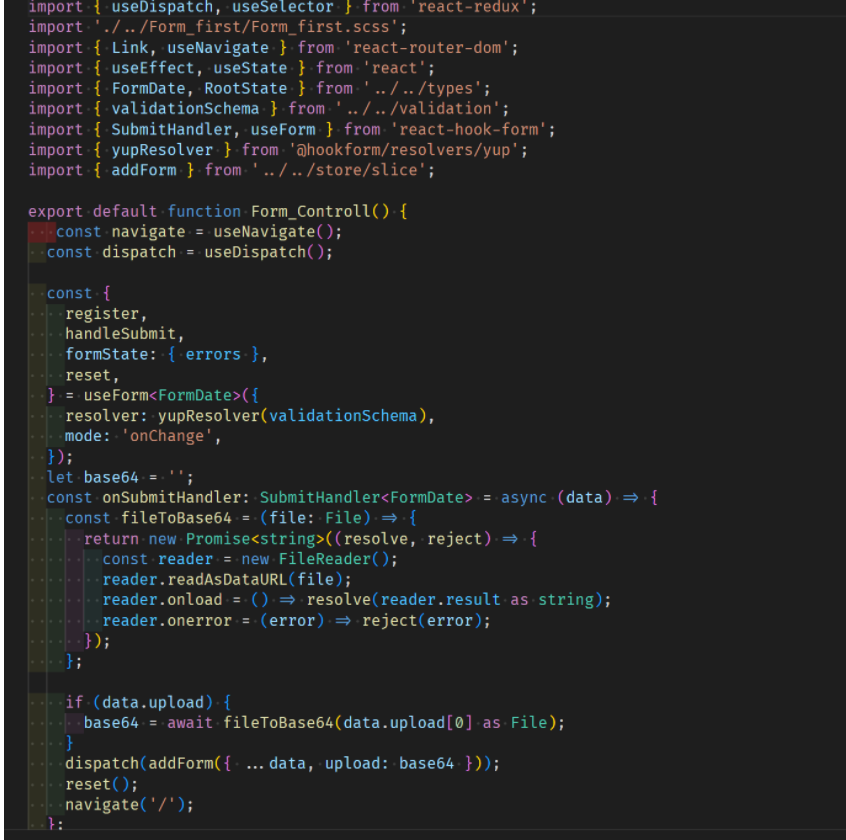 import { useDispatch, useSelector } from 'react-redux';
import './../Form_first/Form_first.scss';
import { Link, useNavigate } from 'react-router-dom';
import { useEffect, useState } from 'react';
import { FormDate, RootState } from '../../types';
import { validationSchema } from '../../validation';
import { SubmitHandler, useForm } from 'react-hook-form';
import { yupResolver } from '@hookform/resolvers/yup';
import { addForm } from '../../store/slice';

export default function Form_Controll() {
   const navigate = useNavigate();
  const dispatch = useDispatch();

  const {
    register,
    handleSubmit,
    formState: { errors },
    reset,
  } = useForm<FormDate>({
    resolver: yupResolver(validationSchema),
    mode: 'onChange',
  });
  let base64 = '';
  const onSubmitHandler: SubmitHandler<FormDate> = async (data) => {
    const fileToBase64 = (file: File) => {
      return new Promise<string>((resolve, reject) => {
        const reader = new FileReader();
        reader.readAsDataURL(file);
        reader.onload = () => resolve(reader.result as string);
        reader.onerror = (error) => reject(error);
      });
    };

    if (data.upload) {
      base64 = await fileToBase64(data.upload[0] as File);
    }
    dispatch(addForm({ ...data, upload: base64 }));
    reset();
    navigate('/');
  };